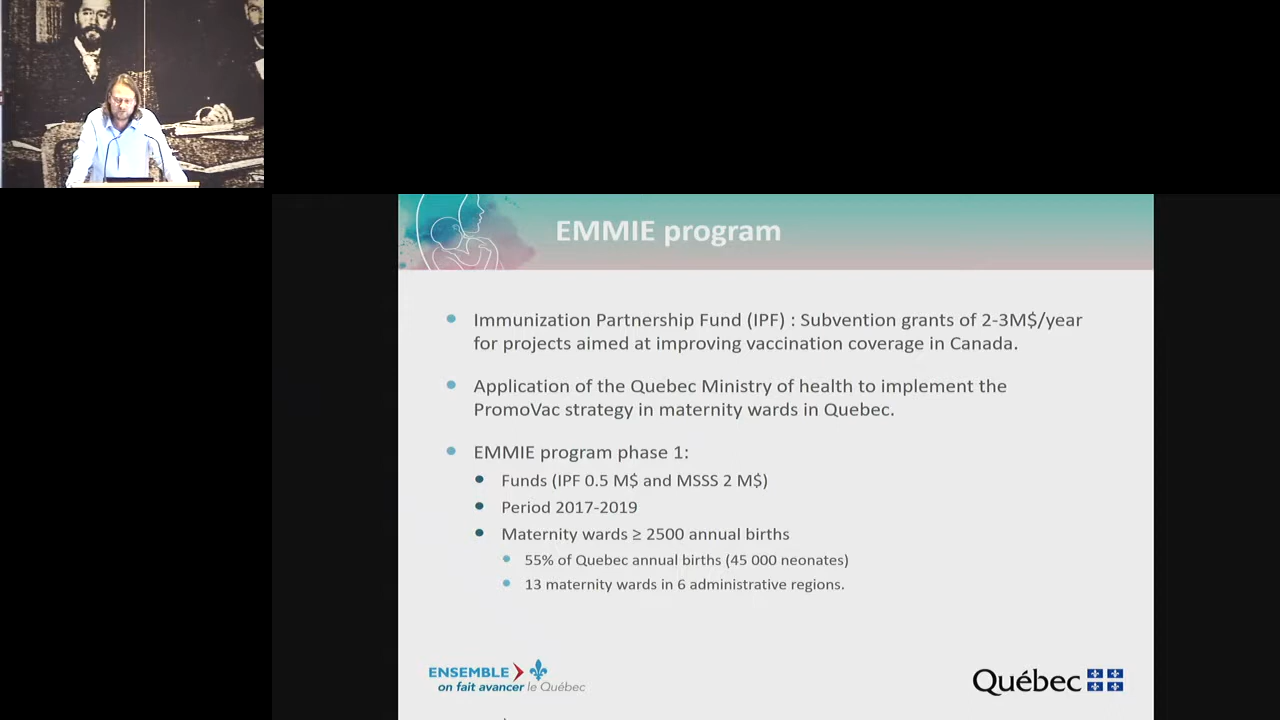 EMMIE program
Immunization Partnership Fund (IPF) : Subvention grants of 2-3M$/year
for projects aimed at improving vaccination coverage in Canada.
Application of the Quebec Ministry of health to implement the
PromoVac strategy in maternity wards in Quebec.
EMMIE program phase 1:
Funds (IPF 0.5 M$ and MSSS 2 M$)
Period 2017-2019
Maternity wards ≥ 2500 annual births
55% of Quebec annual births (45 000 neonates)
13 maternity wards in 6 administrative regions.
ENSEMBLE
on fait avancer le Québec
Québec